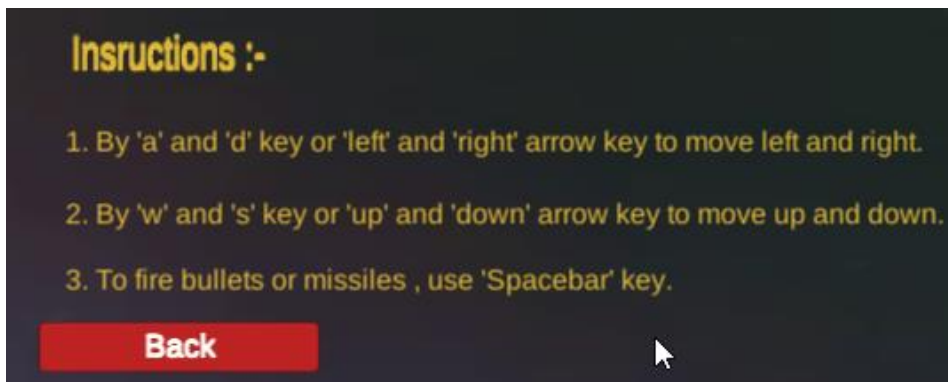 Insructions :-
1. By 'a' and 'd' key or 'left' and 'right' arrow key to move left and right.
2. By 'w' and 's' key or 'up' and 'down' arrow key to move up and down.
3. To fire bullets or missiles , use 'Spacebar' key.
Back